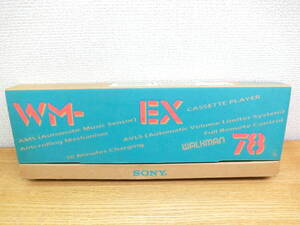 WM-EX
CASSETTE PLAYER
AMS (Automatic Music Sensor)
AVLS (Automatic Volume Limiter System)
Anti-rolling Mechanism
Full Remote Control
Minutes Charging
WALKMAN 78
SONY